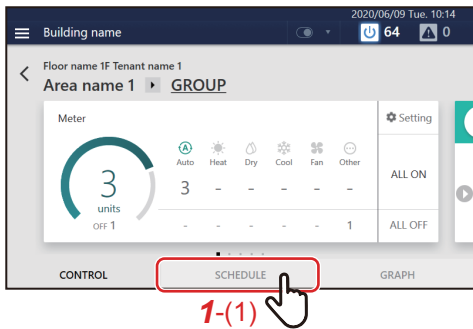 2020/06/09 Tue. 10:14
Building name 64 0
Floor name 1F Tenant name 1
Area name 1 GROUP
Meter Setting
A
Auto Heat Dry Cool Fan Other
3 3 - - - - -
ALL ON
units
OFF 1 - - - - - 1 ALL OFF
CONTROL SCHEDULE GRAPH
1-(1)